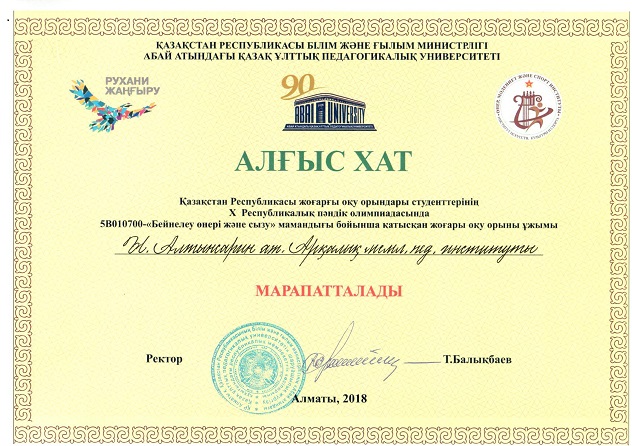 ҚАЗАҚСТАН РЕСПУБЛИКАСЫ БІЛІМ ЖӘНЕ ҒЫЛЫМ МИНИСТРЛІГІ
АБАЙ АТЫНДАҒЫ ҚАЗАҚ ҰЛТТЫҚ ПЕДАГОГИКАЛЫҚ УНИВЕРСИТЕТІ
РУХАНИ
ЖАҢҒЫРУ
90
ABAI UNIVERSITY
АЛҒЫС ХАТ
Қазақстан Республикасы жоғарғы оқу орындары студенттерінің
X Республикалық пәндік олимпиадасында
5В010700-«Бейнелеу өнері және сызу» мамандығы бойынша қатысқан жоғары оқу орыны ұжымы
Ы. Алтынсарин ат. Арқалық мемл. пед. институты
МАРАПАТТАЛАДЫ
Ректор
Т.Балықбаев
Алматы, 2018